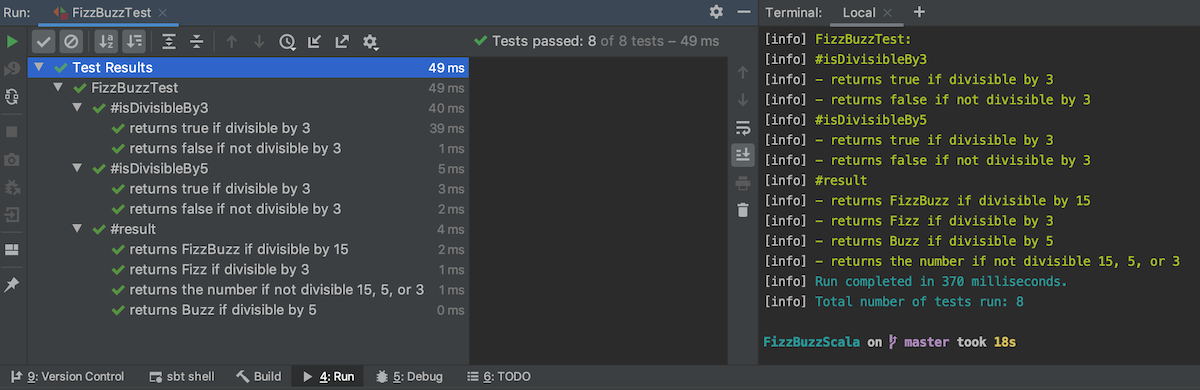 Run: FizzBuzzTest
Tests passed: 8 of 8 tests – 49 ms
Test Results 49 ms
FizzBuzzTest 49 ms
#isDivisibleBy3 40 ms
returns true if divisible by 3 39 ms
returns false if not divisible by 3 1 ms
#isDivisibleBy5 5 ms
returns true if divisible by 3 3 ms
returns false if not divisible by 3 2 ms
#result 4 ms
returns FizzBuzz if divisible by 15 2 ms
returns Fizz if divisible by 3 1 ms
returns the number if not divisible 15, 5, or 3 1 ms
returns Buzz if divisible by 5 0 ms
Terminal: Local +
[info] FizzBuzzTest:
[info] #isDivisibleBy3
[info] - returns true if divisible by 3
[info] - returns false if not divisible by 3
[info] #isDivisibleBy5
[info] - returns true if divisible by 3
[info] - returns false if not divisible by 3
[info] #result
[info] - returns FizzBuzz if divisible by 15
[info] - returns Fizz if divisible by 3
[info] - returns Buzz if divisible by 5
[info] - returns the number if not divisible 15, 5, or 3
[info] Run completed in 370 milliseconds.
[info] Total number of tests run: 8
FizzBuzzScala on master took 18s
9: Version Control sbt shell Build 4: Run 5: Debug 6: TODO